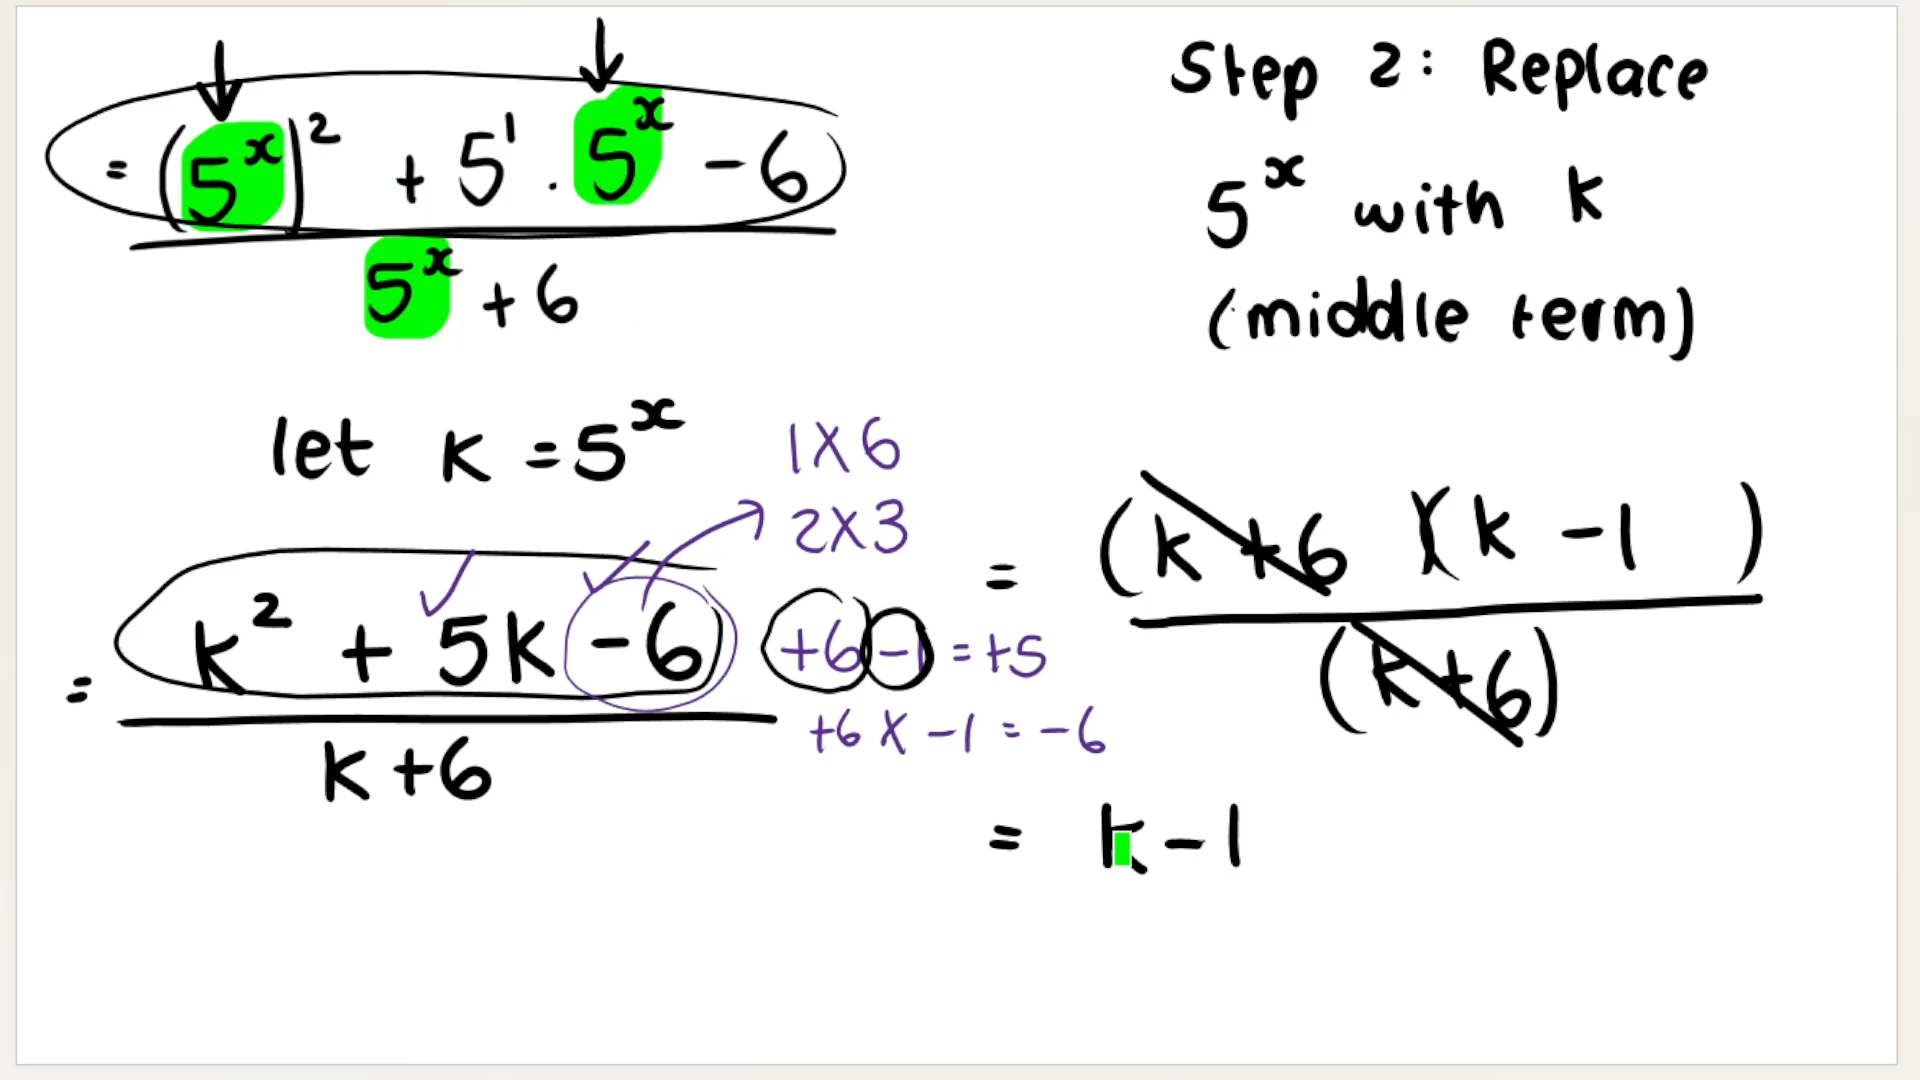 = (5^x)^2 + 5^1 . 5^x - 6
5^x + 6
Step 2: Replace
5^x with k
(middle term)
let k = 5^x
1 X 6
2 X 3
= k^2 + 5k - 6
k + 6
+6 -1 = +5
+6 X -1 = -6
= (k + 6)(k - 1)
(k + 6)
= k - 1